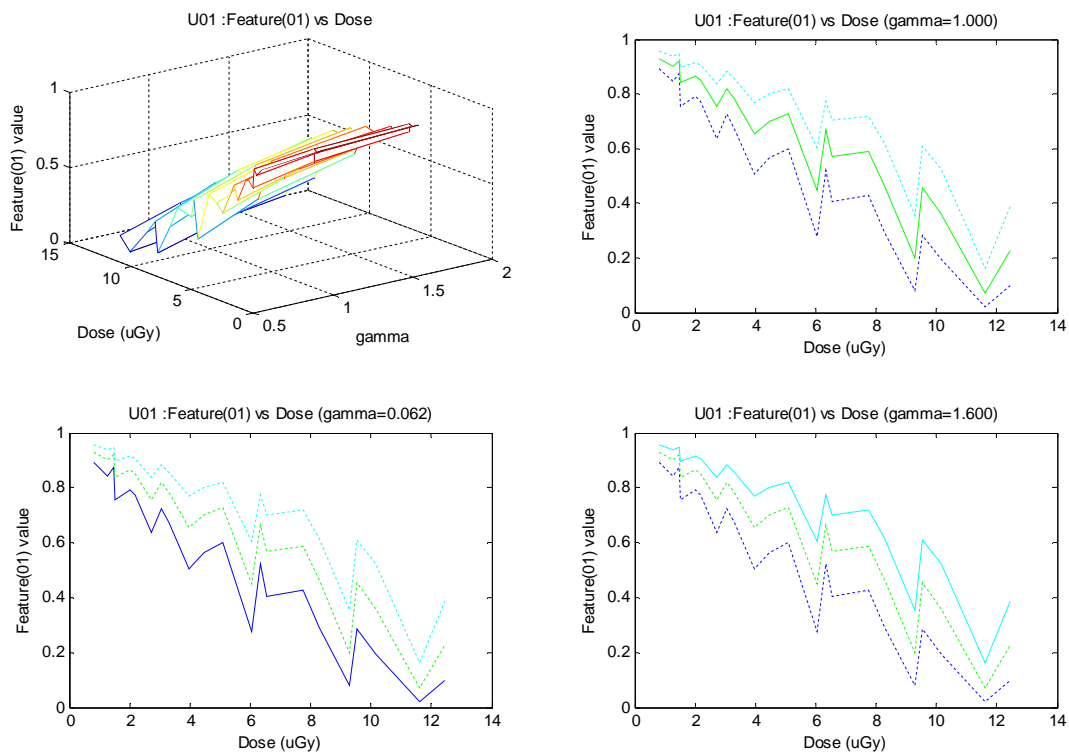 U01 :Feature(01) vs Dose
Feature(01) value
1
0.5
0
15
10
5
0
Dose (uGy)
0.5
1
1.5
2
gamma
U01 :Feature(01) vs Dose (gamma=1.000)
Feature(01) value
1
0.8
0.6
0.4
0.2
0
0 2 4 6 8 10 12 14
Dose (uGy)
U01 :Feature(01) vs Dose (gamma=0.062)
Feature(01) value
1
0.8
0.6
0.4
0.2
0
0 2 4 6 8 10 12 14
Dose (uGy)
U01 :Feature(01) vs Dose (gamma=1.600)
Feature(01) value
1
0.8
0.6
0.4
0.2
0
0 2 4 6 8 10 12 14
Dose (uGy)